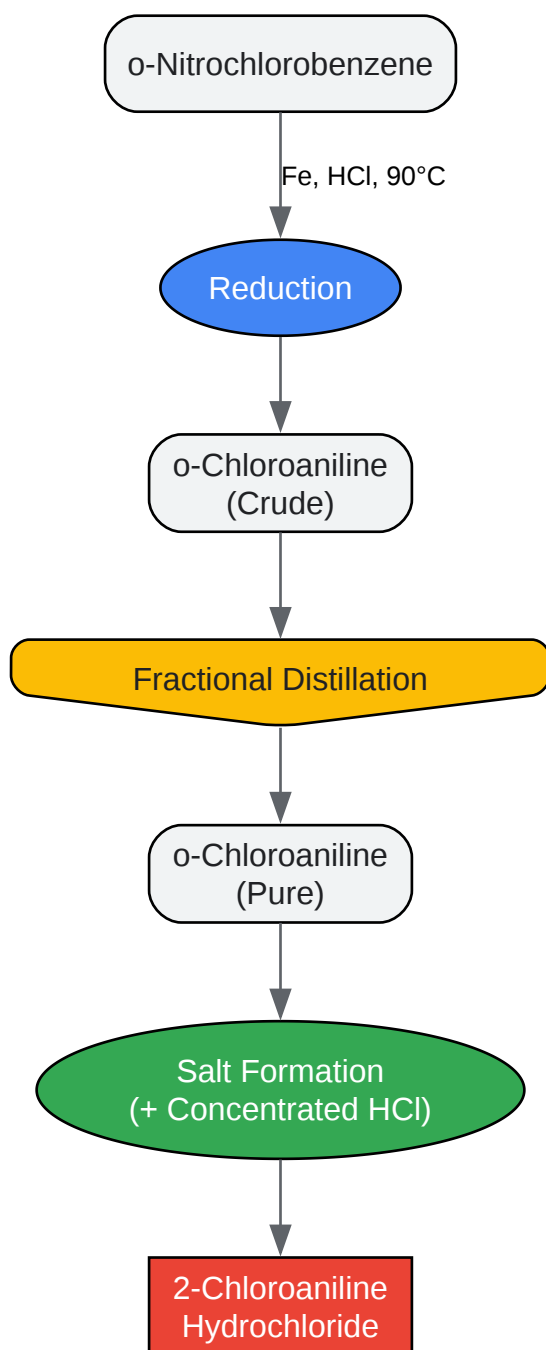 o-Nitrochlorobenzene
Fe, HCl, 90°C
Reduction
o-Chloroaniline
(Crude)
Fractional Distillation
o-Chloroaniline
(Pure)
Salt Formation
(+ Concentrated HCl)
2-Chloroaniline
Hydrochloride